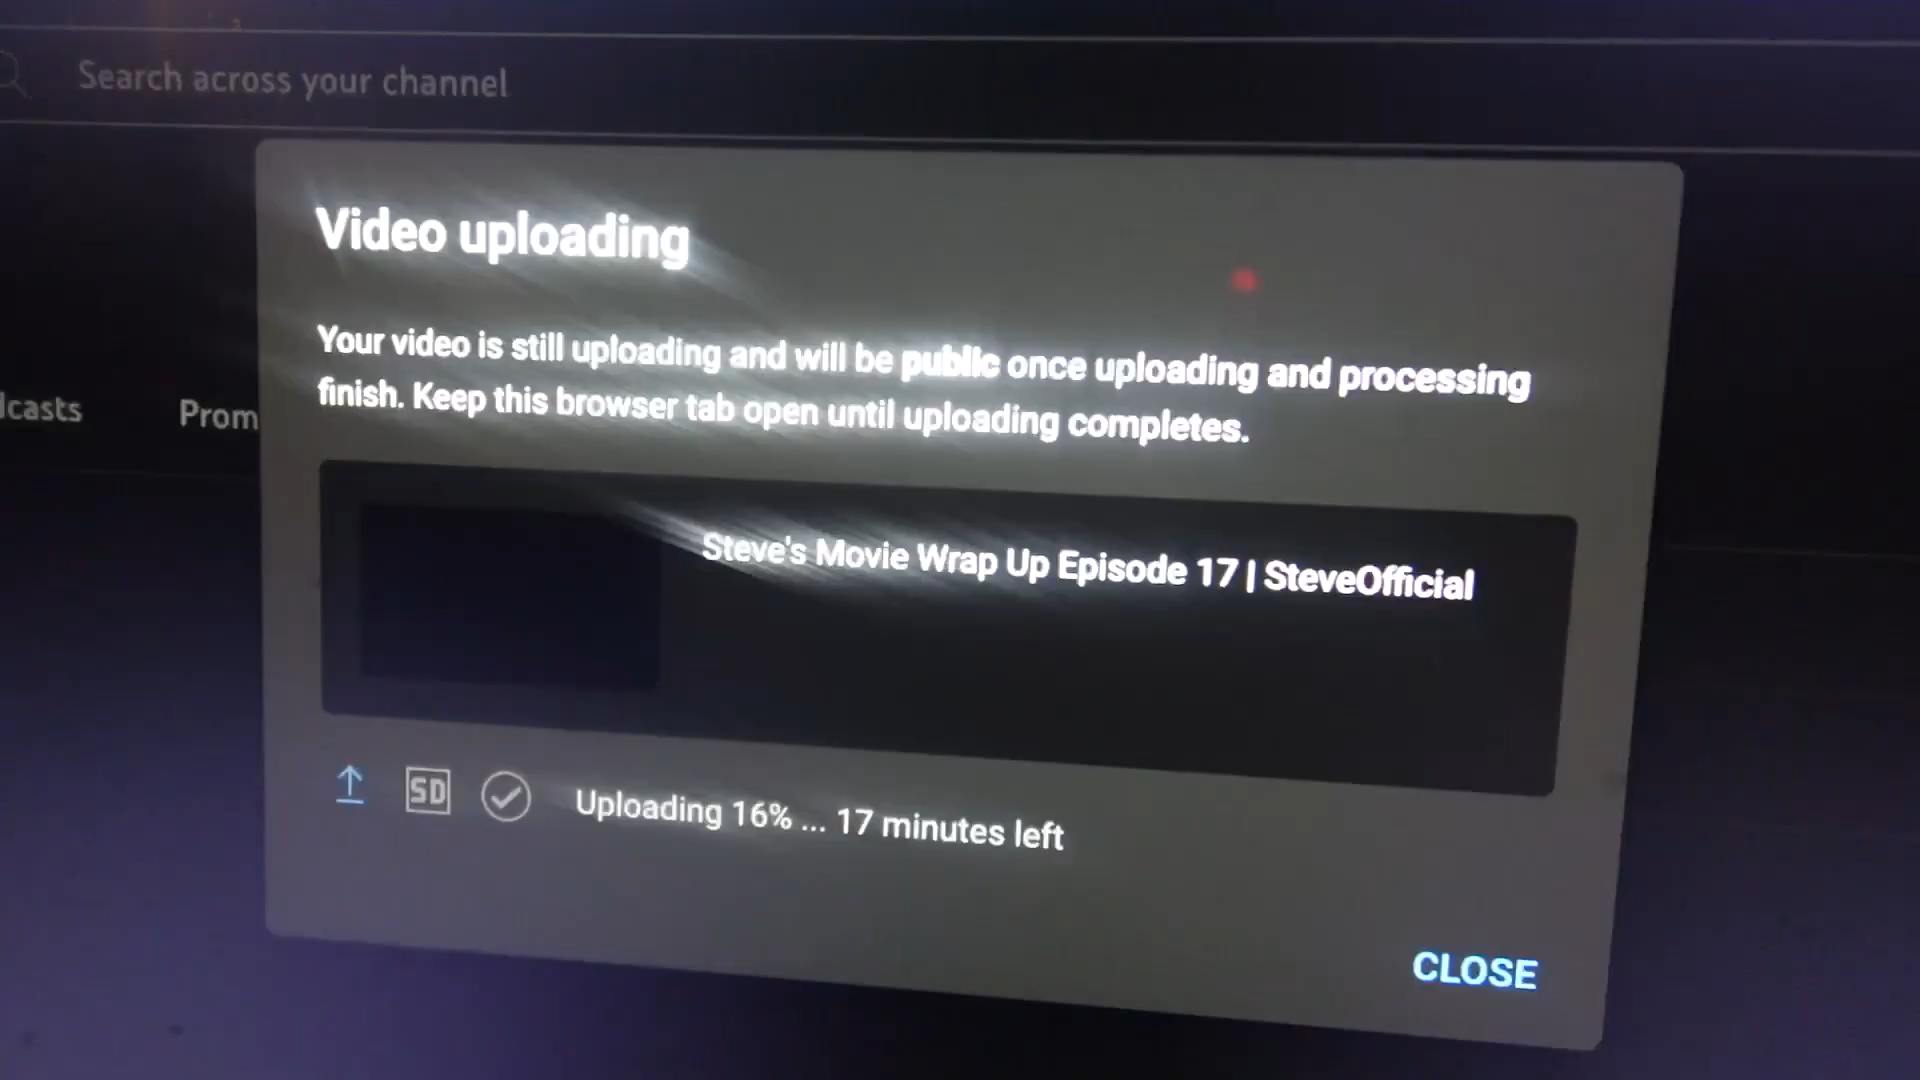 Search across your channel
Video uploading
Your video is still uploading and will be public once uploading and processing
finish. Keep this browser tab open until uploading completes.
dcasts Prom
Steve's Movie Wrap Up Episode 17 | SteveOfficial
SD Uploading 16% ... 17 minutes left
CLOSE